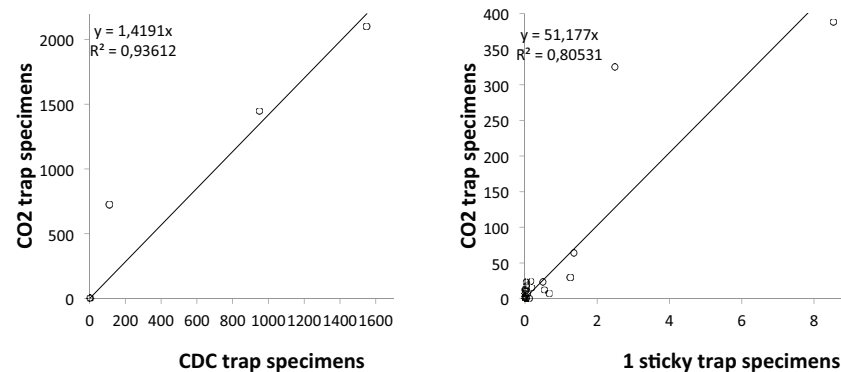 y = 1,4191x
R² = 0,93612
2000
1500
1000
500
0
0 200 400 600 800 1000 1200 1400 1600
CO2 trap specimens
CDC trap specimens
y = 51,177x
R² = 0,80531
400
350
300
250
200
150
100
50
0
0 2 4 6 8
CO2 trap specimens
1 sticky trap specimens